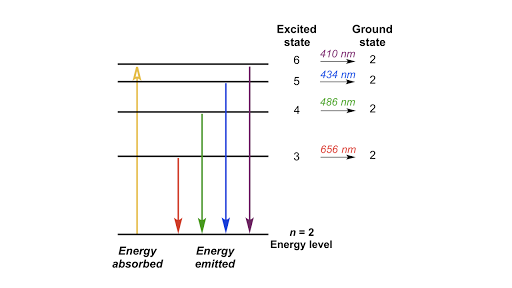 Excited state
Ground state
6 410 nm 2
5 434 nm 2
4 486 nm 2
3 656 nm 2
n = 2
Energy level
Energy absorbed
Energy emitted